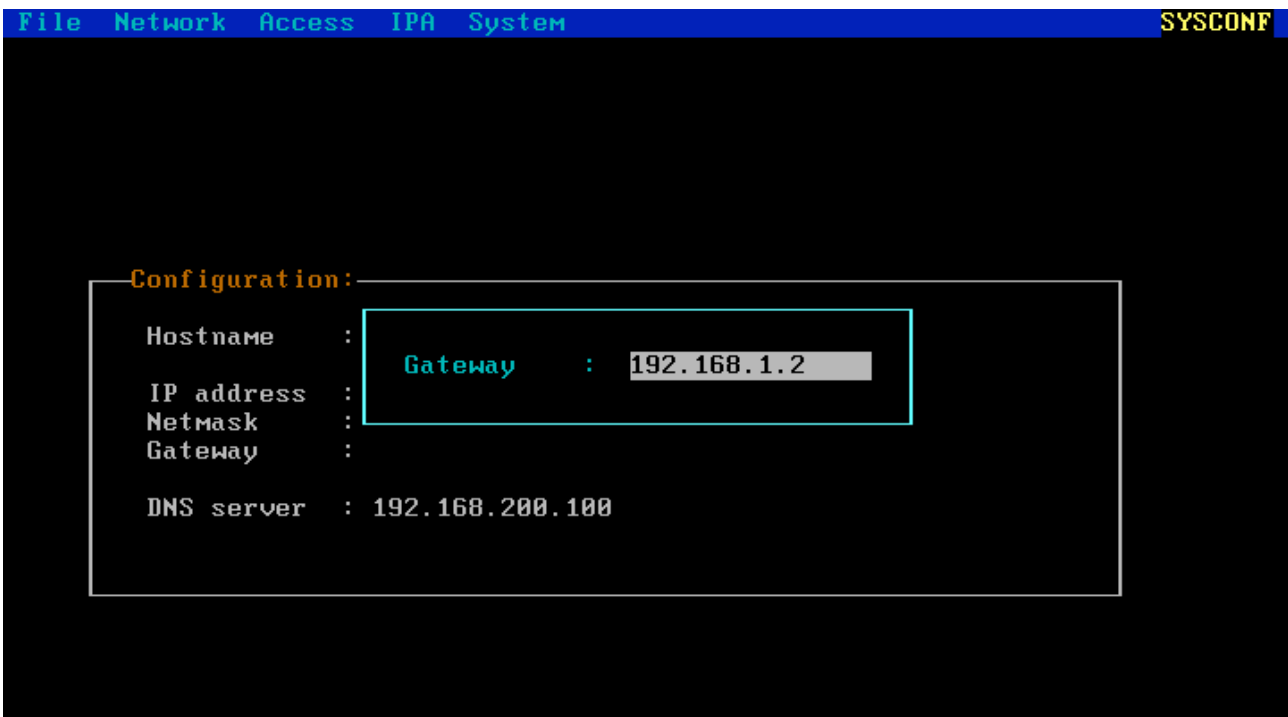 File Network Access IPA System SYSCONF
Configuration:
Hostname :
Gateway : 192.168.1.2
IP address :
Netmask :
Gateway :
DNS server : 192.168.200.100